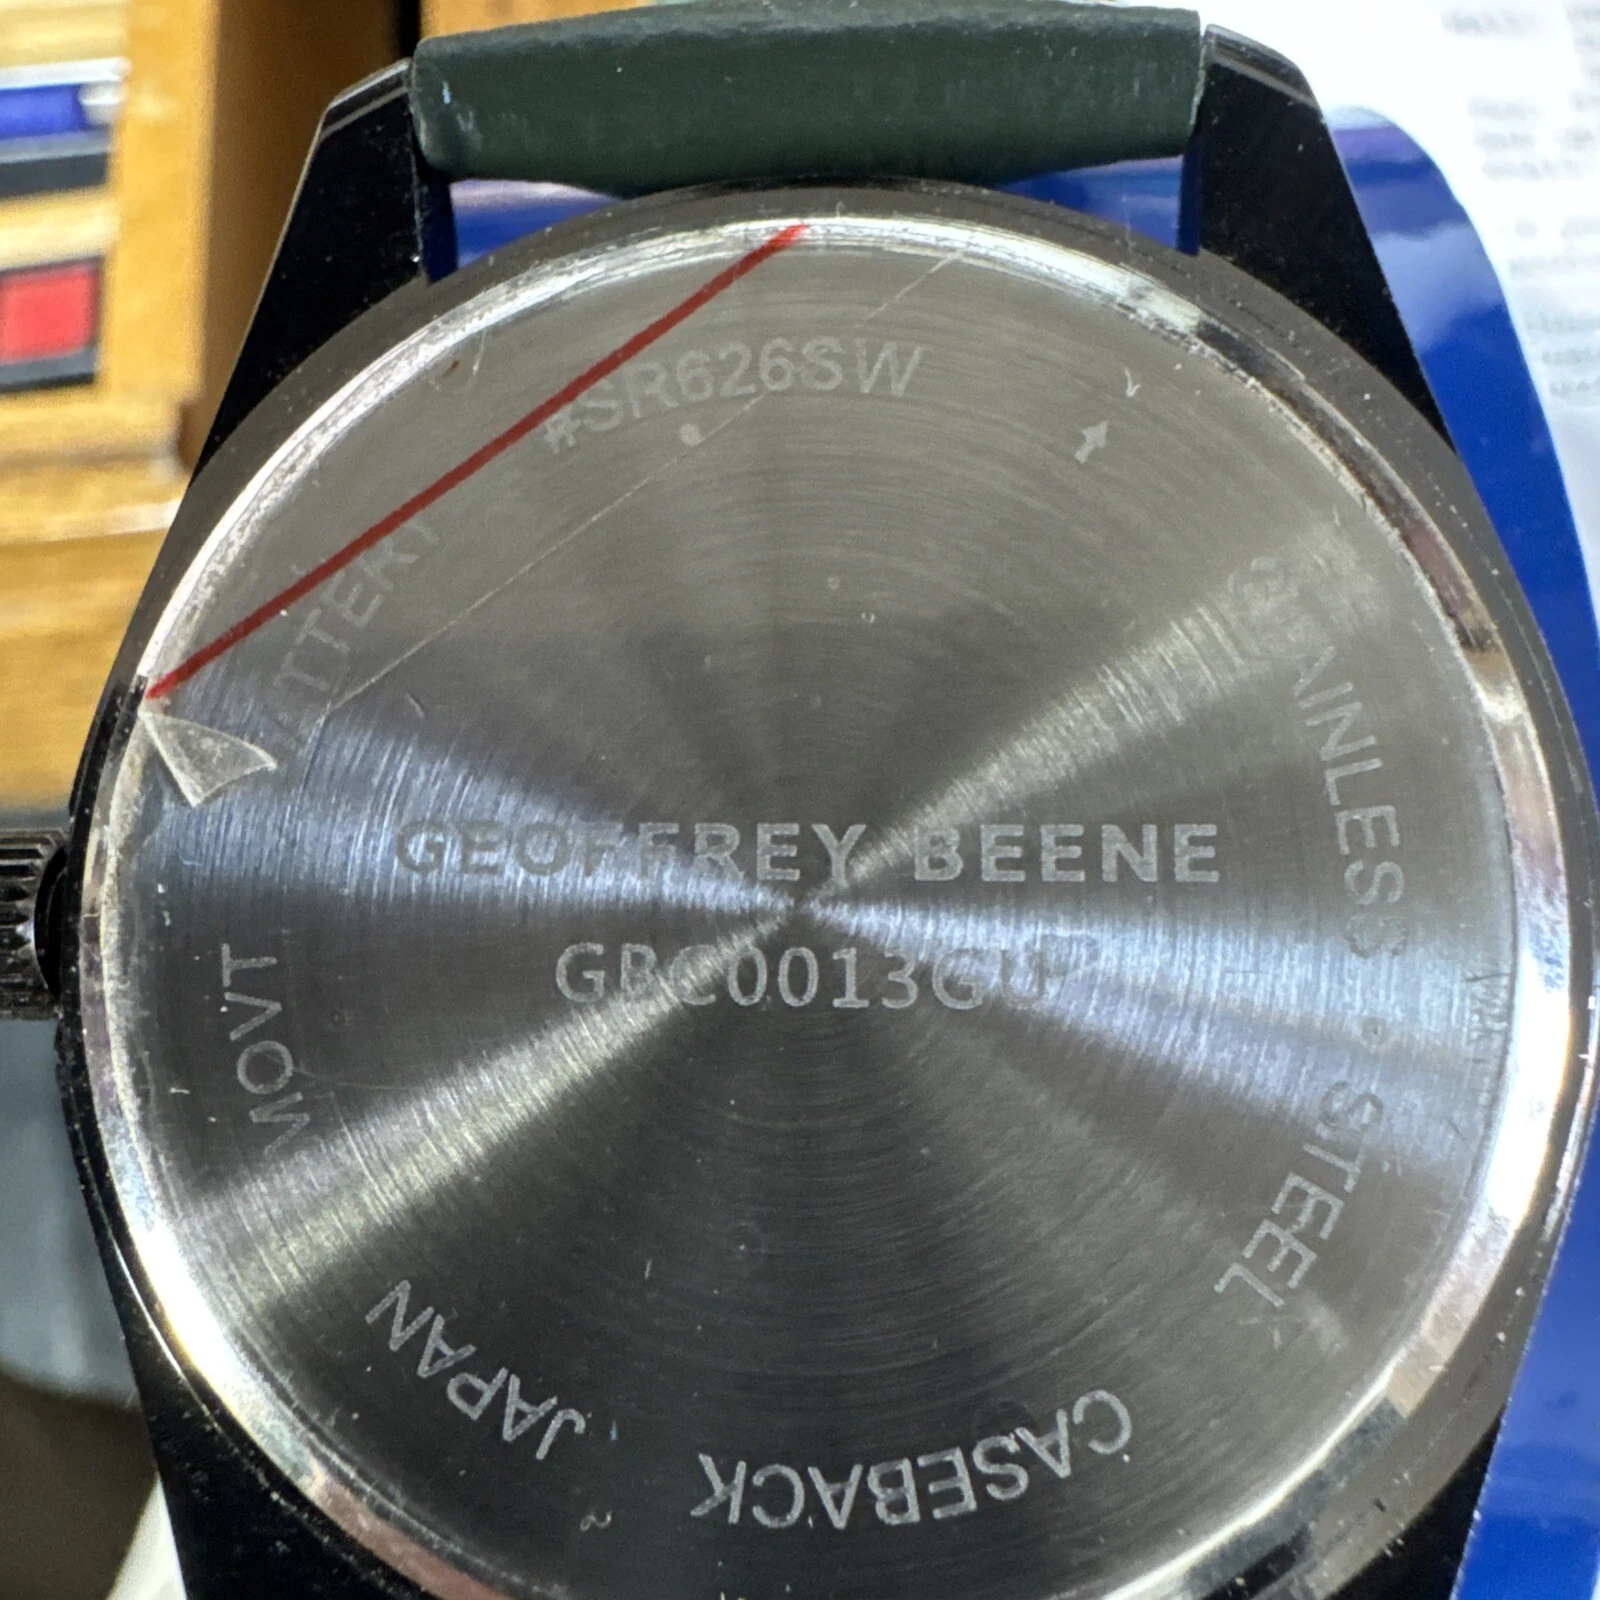 GEOFFREY BEENE
GBC0013GU
STAINLESS • STEEL
CASEBACK
JAPAN
MOVT
BATTERY
#SR626SW